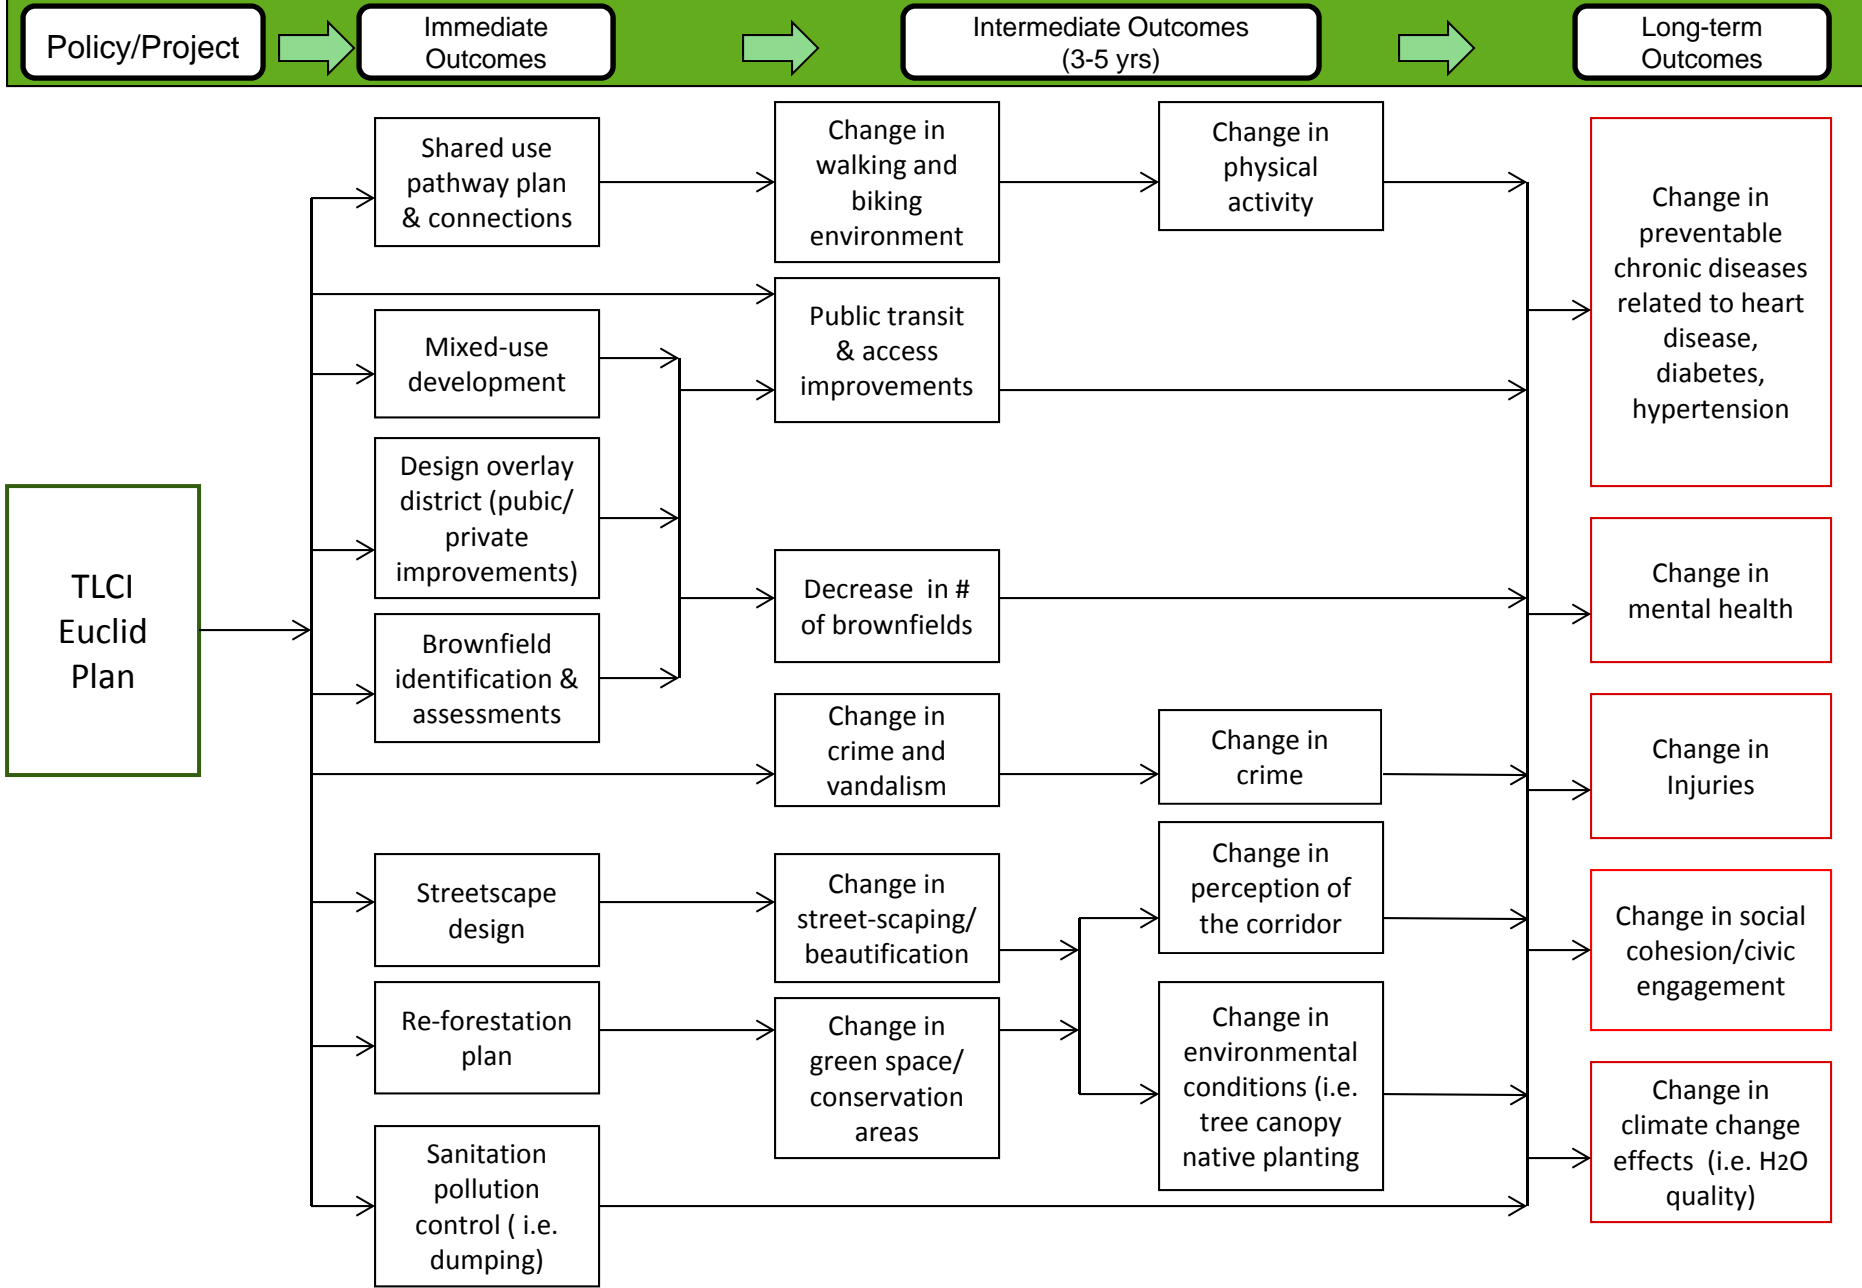 Policy/Project
Immediate
Outcomes
Intermediate Outcomes
(3-5 yrs)
Long-term
Outcomes
TLCI
Euclid
Plan
Shared use
pathway plan
& connections
Mixed-use
development
Design overlay
district (pubic/
private
improvements)
Brownfield
identification &
assessments
Streetscape
design
Re-forestation
plan
Sanitation
pollution
control ( i.e.
dumping)
Change in
walking and
biking
environment
Public transit
& access
improvements
Decrease in #
of brownfields
Change in
crime and
vandalism
Change in
street-scaping/
beautification
Change in
green space/
conservation
areas
Change in
physical
activity
Change in
crime
Change in
perception of
the corridor
Change in
environmental
conditions (i.e.
tree canopy
native planting
Change in
preventable
chronic diseases
related to heart
disease,
diabetes,
hypertension
Change in
mental health
Change in
Injuries
Change in social
cohesion/civic
engagement
Change in
climate change
effects (i.e. H2O
quality)